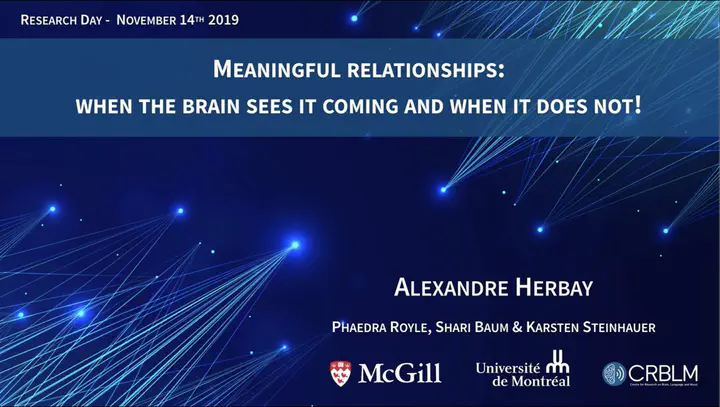 Research Day - November 14th 2019
Meaningful relationships:
when the brain sees it coming and when it does not!
Alexandre Herbay
Phaedra Royle, Shari Baum & Karsten Steinhauer
McGill
Université
de Montréal
CRBLM
Centre for Research on Brain, Language and Music